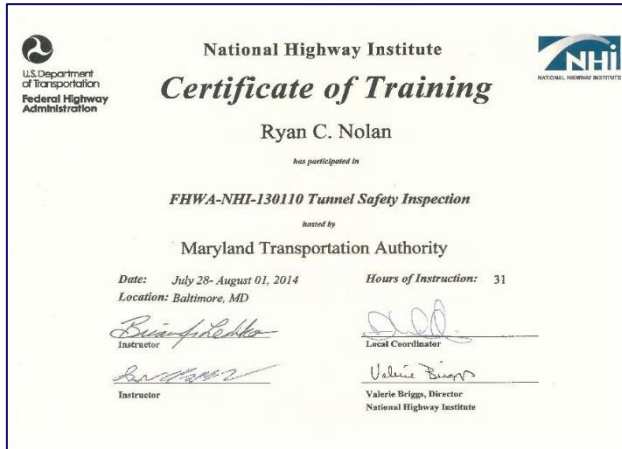 U.S. Department
of Transportation
Federal Highway
Administration
National Highway Institute
NHi
NATIONAL HIGHWAY INSTITUTE
Certificate of Training
Ryan C. Nolan
has participated in
FHWA-NHI-130110 Tunnel Safety Inspection
hosted by
Maryland Transportation Authority
Date: July 28- August 01, 2014
Hours of Instruction: 31
Location: Baltimore, MD
Instructor
Local Coordinator
Valerie Briggs
Instructor
Valerie Briggs, Director
National Highway Institute